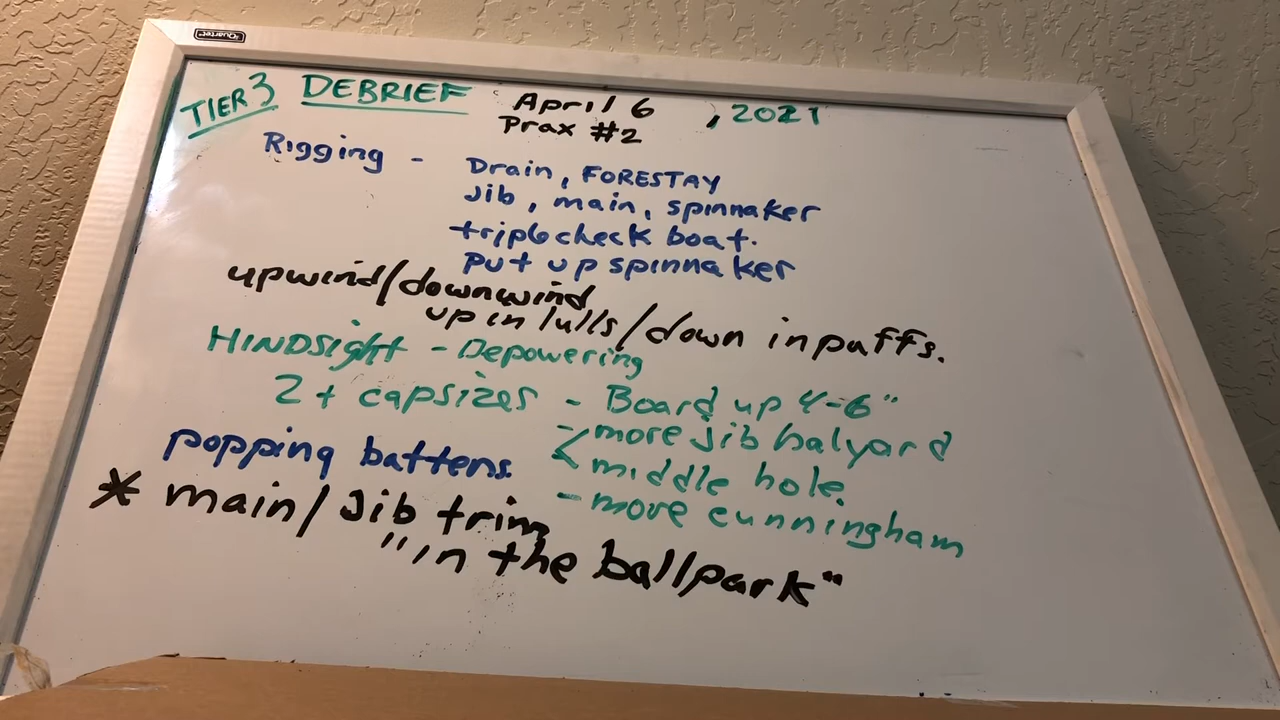 Quartet
TIER 3 DEBRIEF April 6, 2021
Prax #2
Rigging - Drain, FORESTAY
Jib, main, spinnaker
triple check boat.
Put up spinnaker
upwind/downwind
up in lulls/down in puffs.
HINDSIGHT - Depowering
2+ capsizes - Board up 4-6"
- more jib halyard
popping battens < middle hole.
- more cunningham
* main/Jib trim
"in the ballpark"